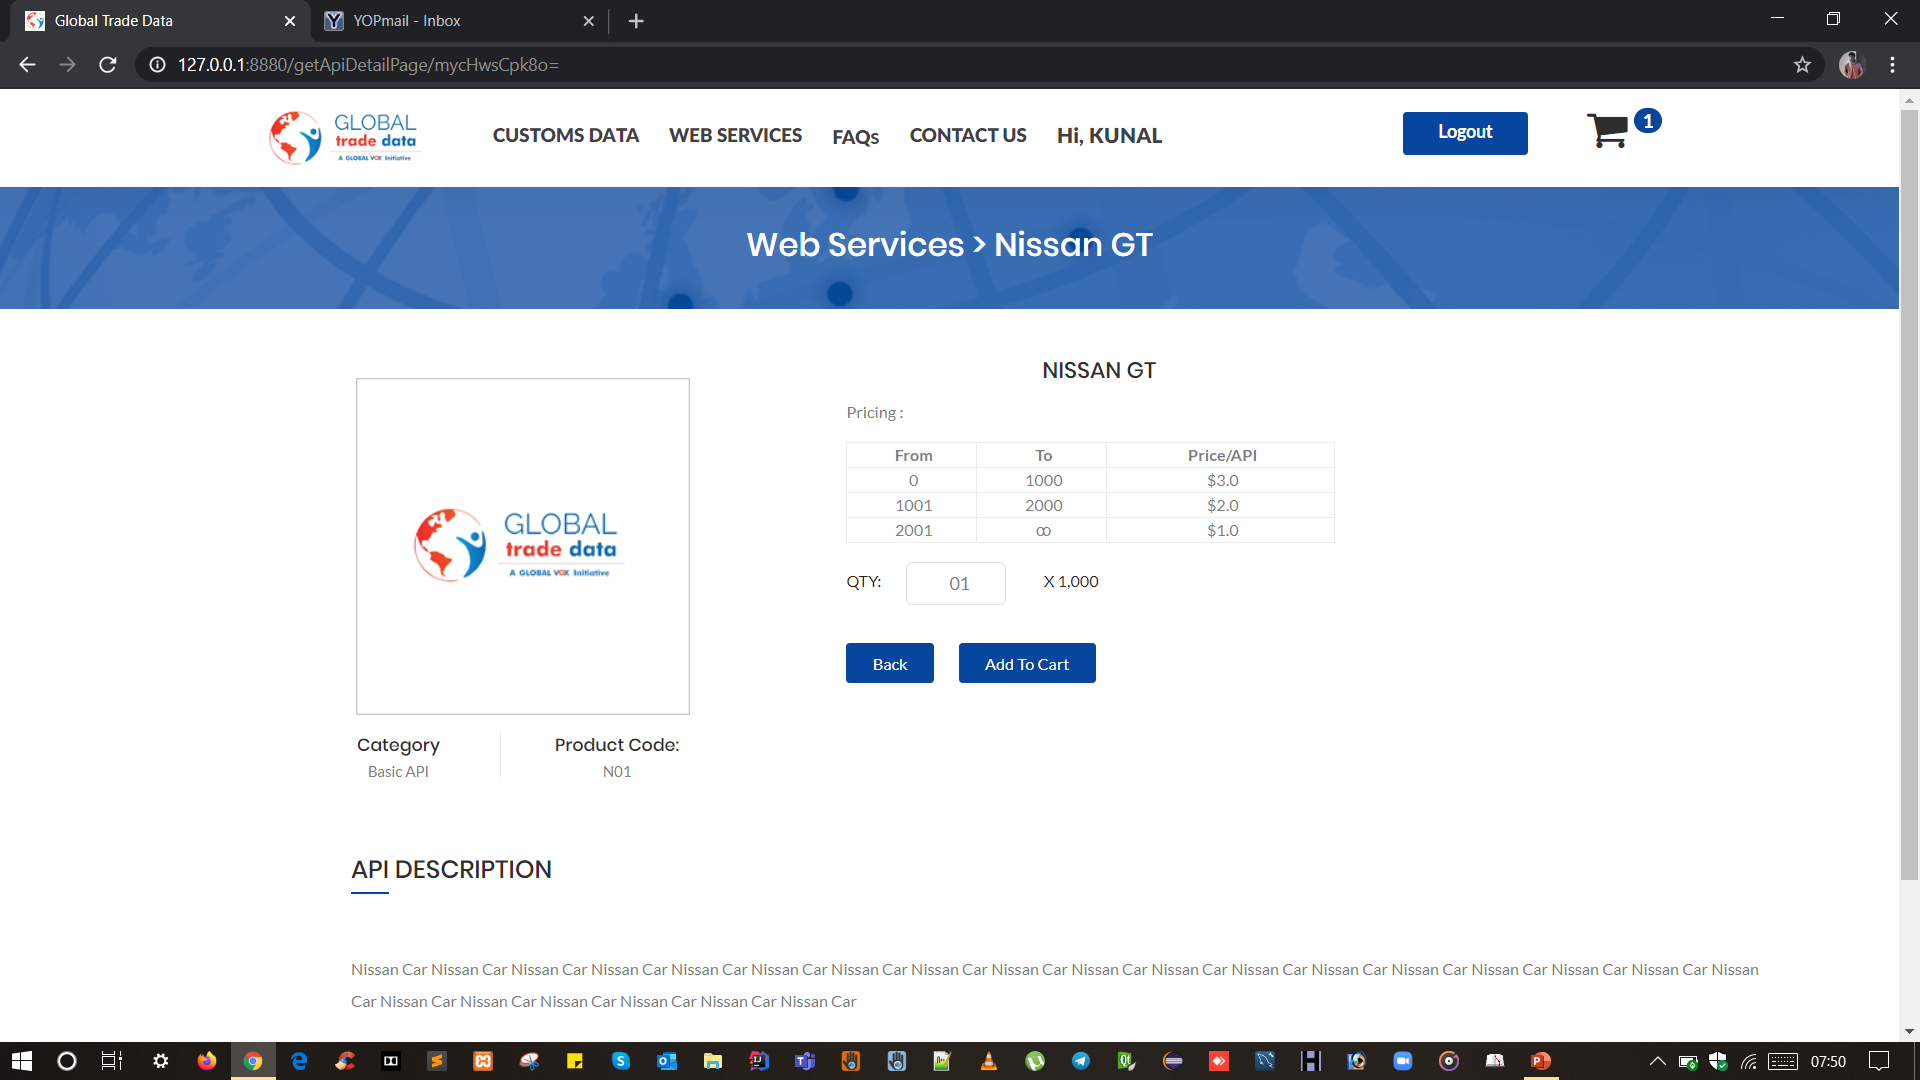 Global Trade Data
YOPmail - Inbox
127.0.0.1:8880/getApiDetailPage/mycHwsCpk8o=
GLOBAL
trade data
A GLOBAL VOX Initiative
CUSTOMS DATA
WEB SERVICES
FAQs
CONTACT US
Hi, KUNAL
Logout
1
Web Services > Nissan GT
NISSAN GT
Pricing :
From To Price/API
0 1000 $3.0
1001 2000 $2.0
2001 ∞ $1.0
GLOBAL
trade data
A GLOBAL VOX Initiative
QTY: 01 X 1,000
Back
Add To Cart
Category
Basic API
Product Code:
N01
API DESCRIPTION
Nissan Car Nissan Car Nissan Car Nissan Car Nissan Car Nissan Car Nissan Car Nissan Car Nissan Car Nissan Car Nissan Car Nissan Car Nissan Car Nissan Car Nissan Car Nissan Car Nissan Car Nissan
Car Nissan Car Nissan Car Nissan Car Nissan Car Nissan Car Nissan Car
07:50